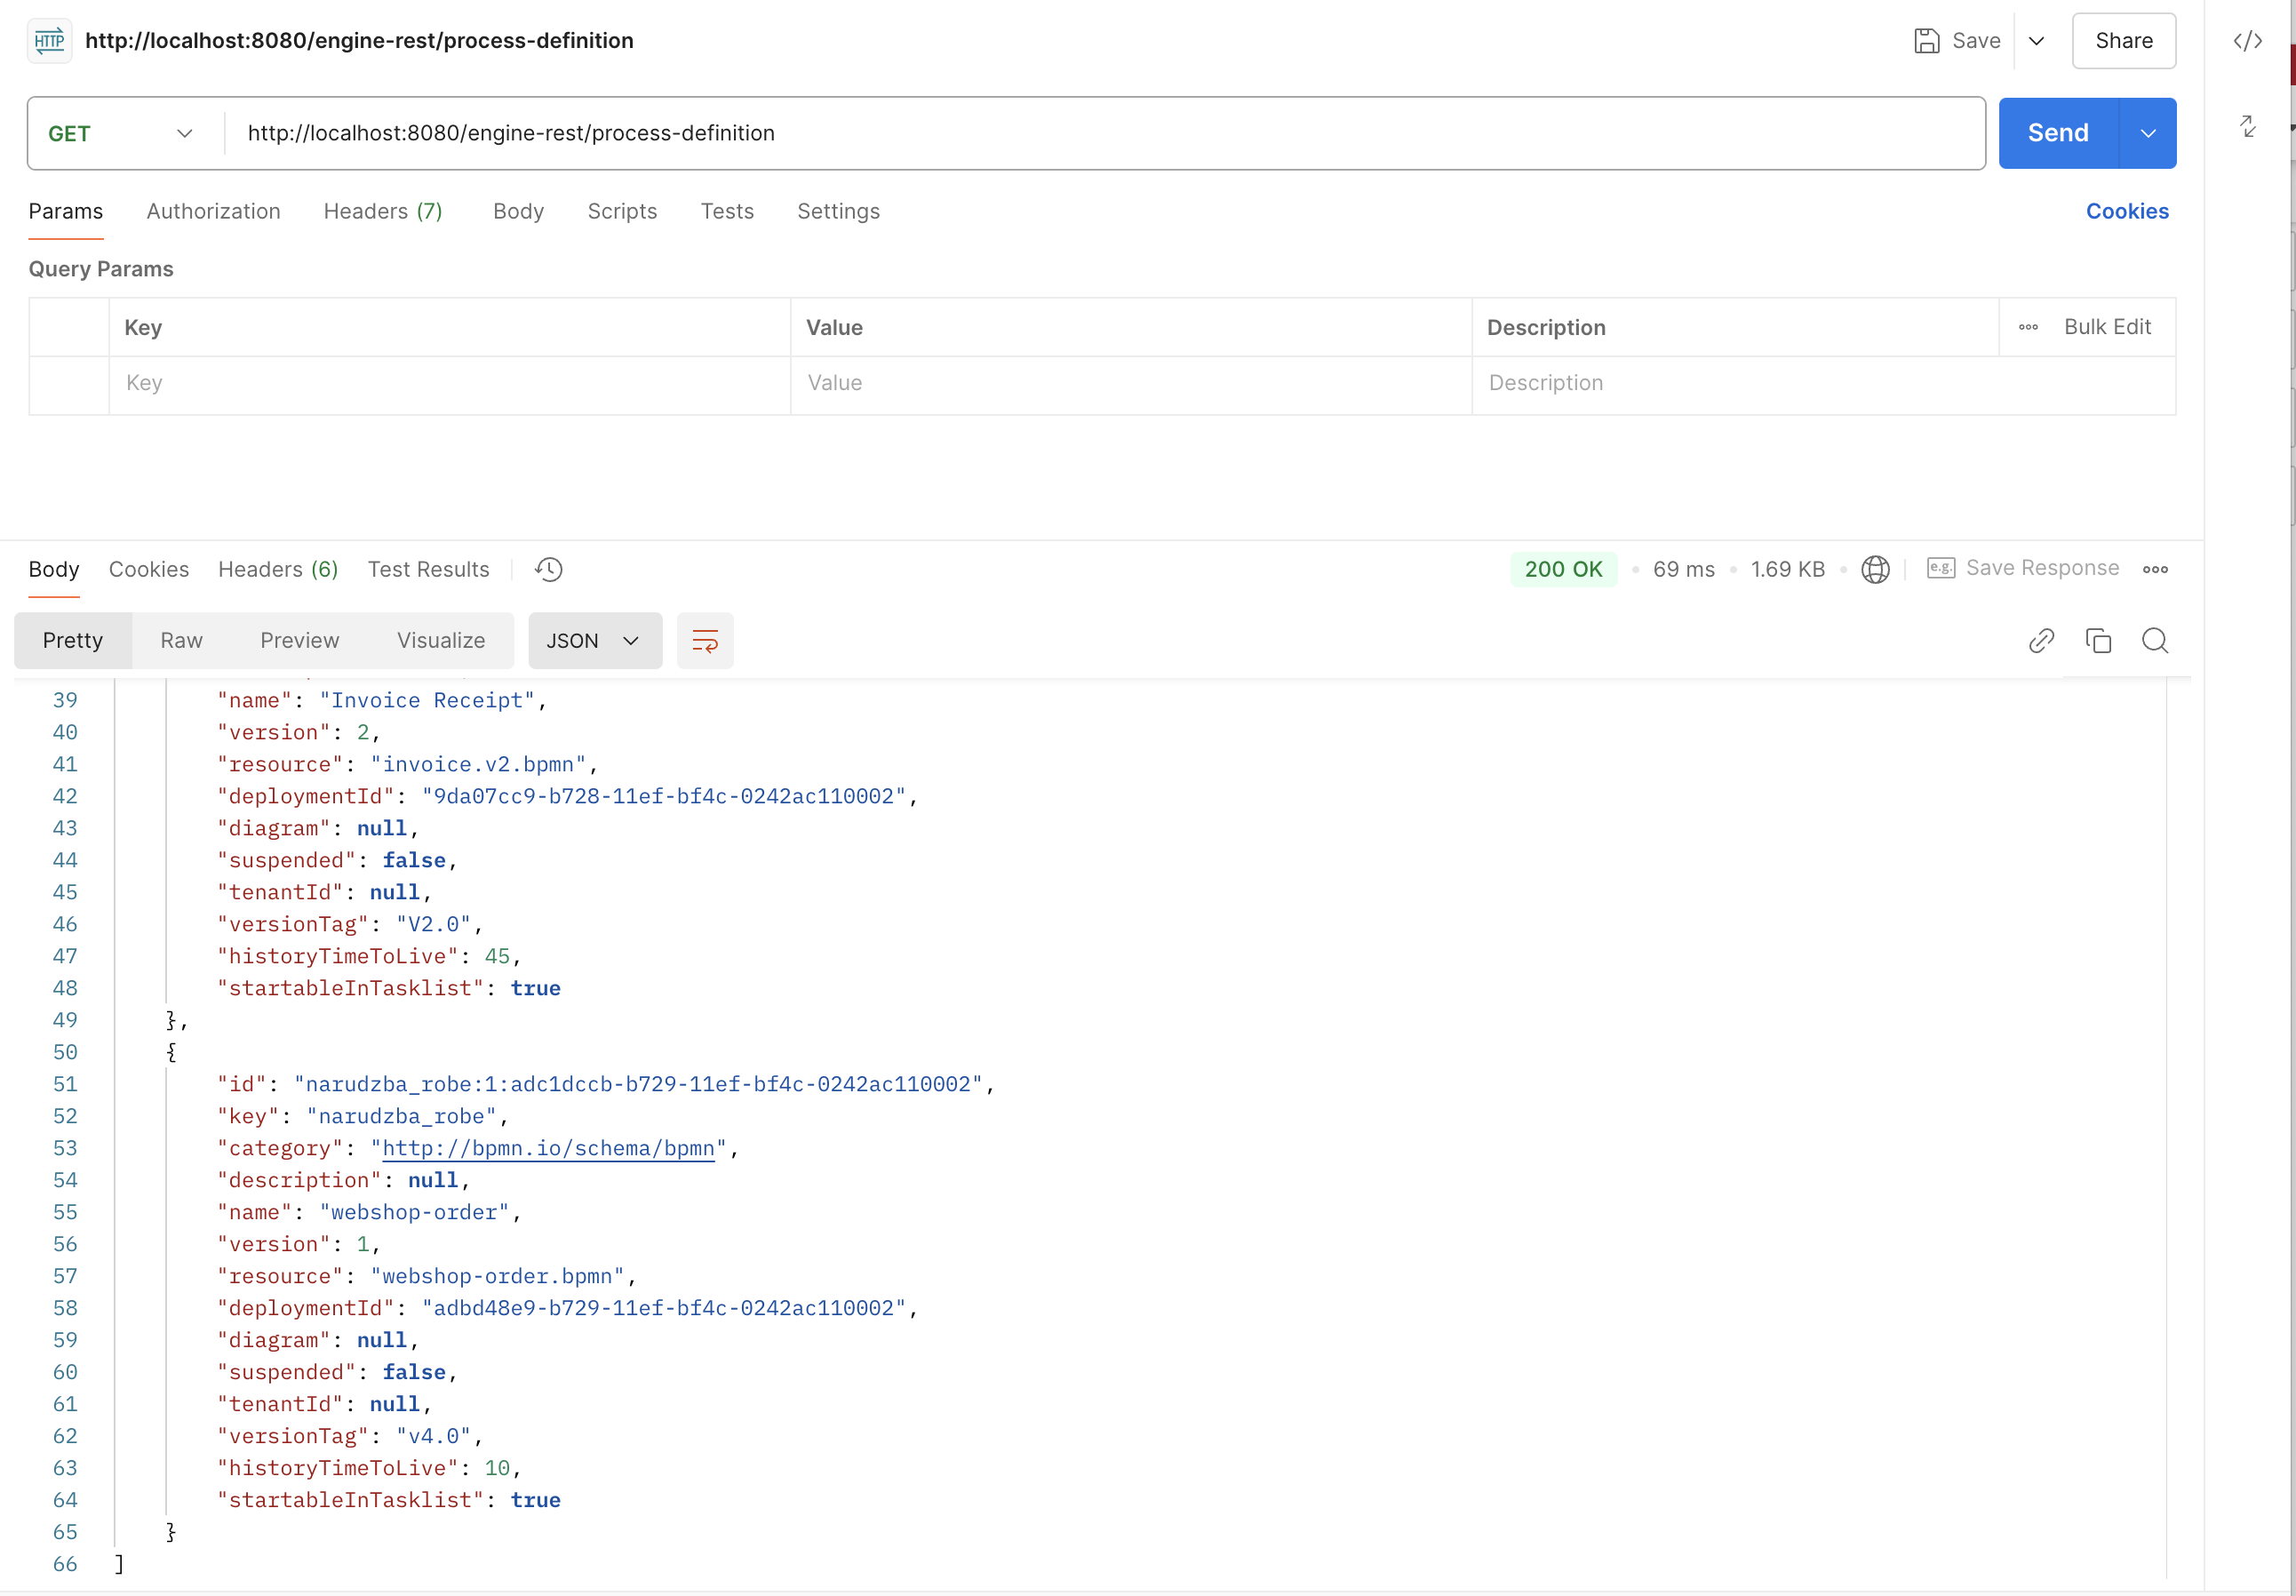 HTTP http://localhost:8080/engine-rest/process-definition Save Share
GET http://localhost:8080/engine-rest/process-definition Send
Params Authorization Headers (7) Body Scripts Tests Settings Cookies
Query Params
Key Value Description Bulk Edit
Key Value Description
Body Cookies Headers (6) Test Results 200 OK 69 ms 1.69 KB e.g. Save Response
Pretty Raw Preview Visualize JSON
39 "name": "Invoice Receipt",
40 "version": 2,
41 "resource": "invoice.v2.bpmn",
42 "deploymentId": "9da07cc9-b728-11ef-bf4c-0242ac110002",
43 "diagram": null,
44 "suspended": false,
45 "tenantId": null,
46 "versionTag": "V2.0",
47 "historyTimeToLive": 45,
48 "startableInTasklist": true
49 },
50 {
51 "id": "narudzba_robe:1:adc1dccb-b729-11ef-bf4c-0242ac110002",
52 "key": "narudzba_robe",
53 "category": "http://bpmn.io/schema/bpmn",
54 "description": null,
55 "name": "webshop-order",
56 "version": 1,
57 "resource": "webshop-order.bpmn",
58 "deploymentId": "adbd48e9-b729-11ef-bf4c-0242ac110002",
59 "diagram": null,
60 "suspended": false,
61 "tenantId": null,
62 "versionTag": "v4.0",
63 "historyTimeToLive": 10,
64 "startableInTasklist": true
65 }
66 ]